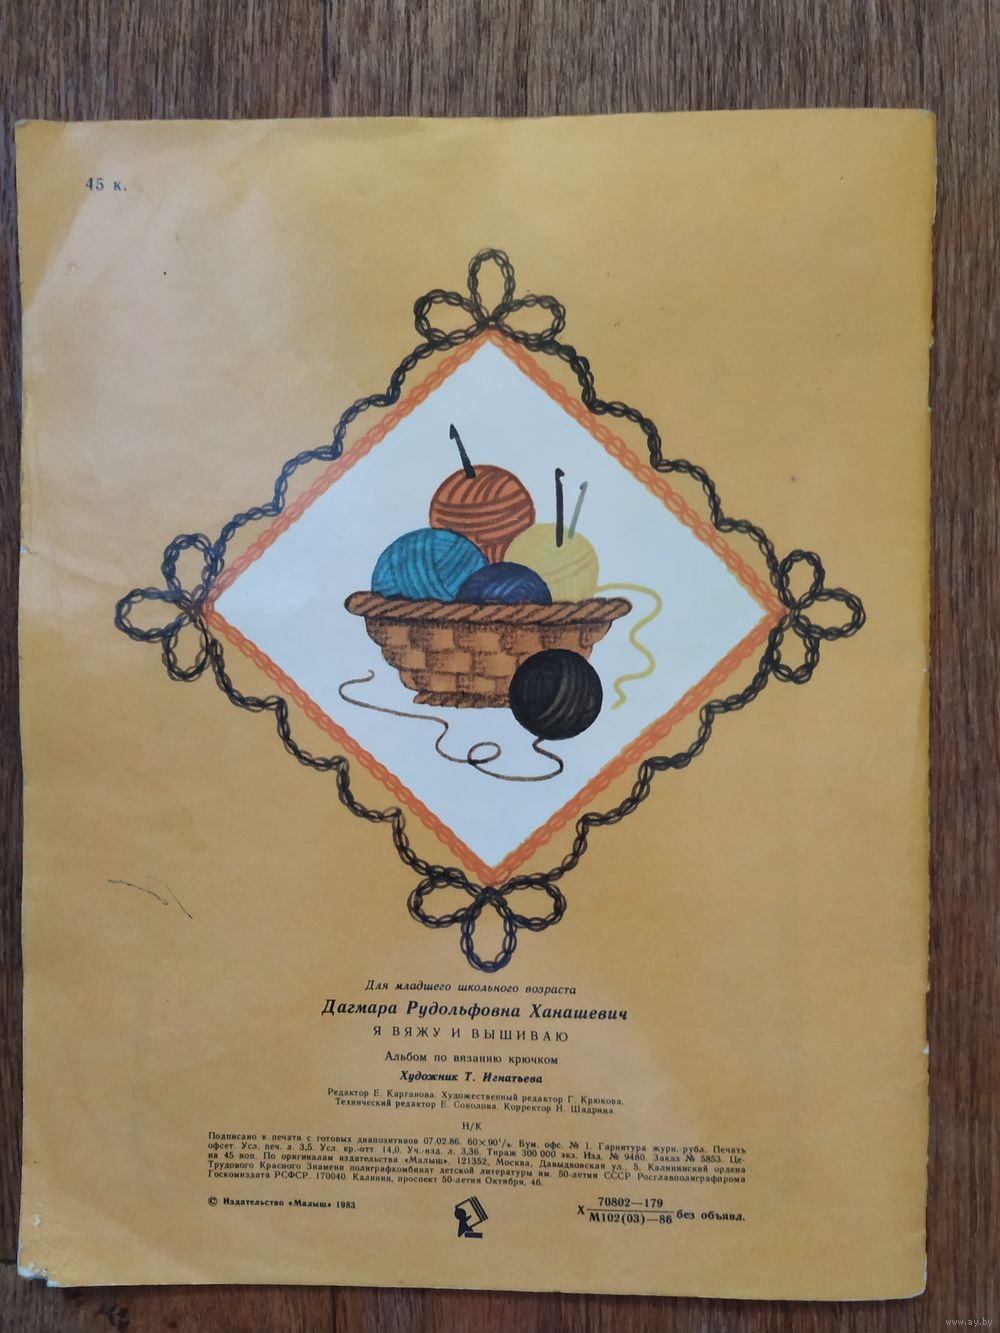 45 к.
Для младшего школьного возраста
Дагмара Рудольфовна Ханашевич
Я ВЯЖУ И ВЫШИВАЮ
Альбом по вязанию крючком
Художник Т. Игнатьева
Редактор Е. Карганова. Художественный редактор Г. Крюкова.
Технический редактор Е. Соколова. Корректор Н. Шадрина.
Н/К
Подписано к печати с готовых диапозитивов 07.02.86. 60×90¹/₈. Бум. офс. № 1. Гарнитура журн. рубл. Печать
офсет. Усл. печ. л. 3,5. Усл. кр.-отт. 14,0. Уч.-изд. л. 3,36. Тираж 300 000 экз. Изд. № 9480. Заказ № 5853. Це-
на 45 коп. По оригиналам издательства «Малыш». 121352, Москва, Давыдковская ул., 5. Калининский ордена
Трудового Красного Знамени полиграфкомбинат детской литературы им. 50-летия СССР Росглавполиграфпрома
Госкомиздата РСФСР. 170040. Калинин, проспект 50-летия Октября, 46.
© Издательство «Малыш» 1983
Х 70802—179
М102(03)—86 без объявл.
www.ay.by